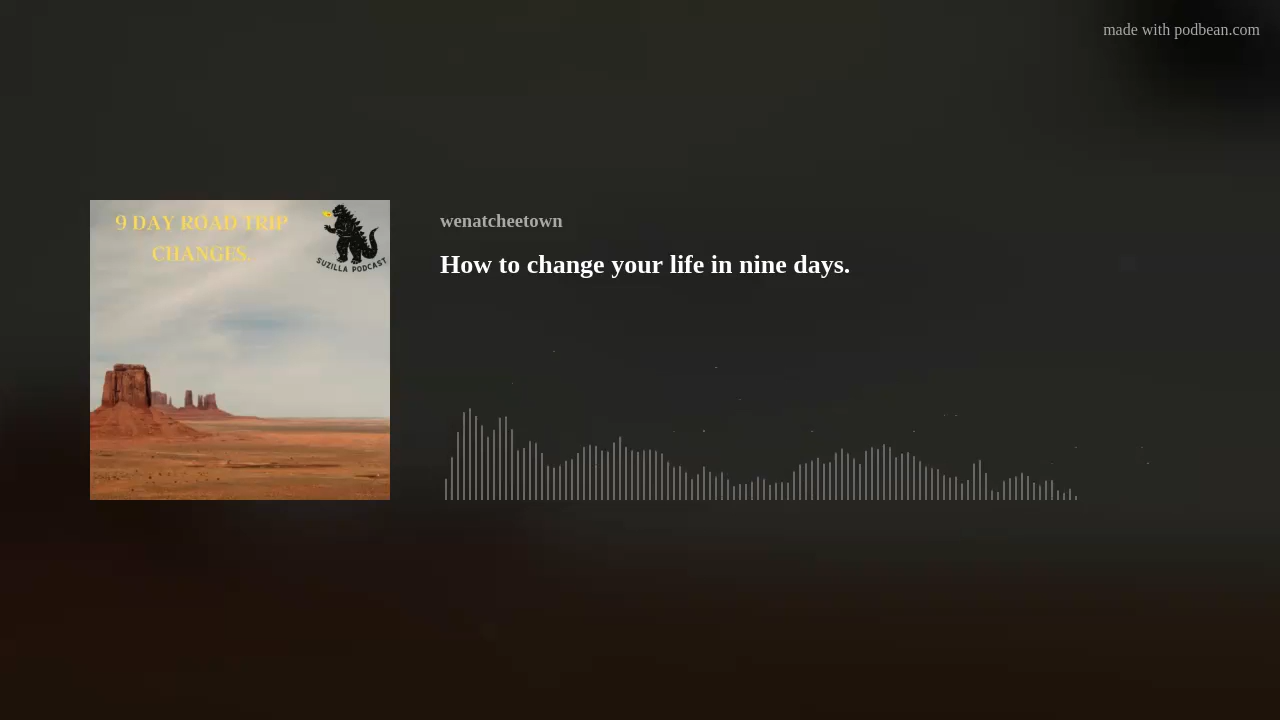 made with podbean.com
9 DAY ROAD TRIP
CHANGES.
SUZILLA PODCAST
wenatcheetown
How to change your life in nine days.